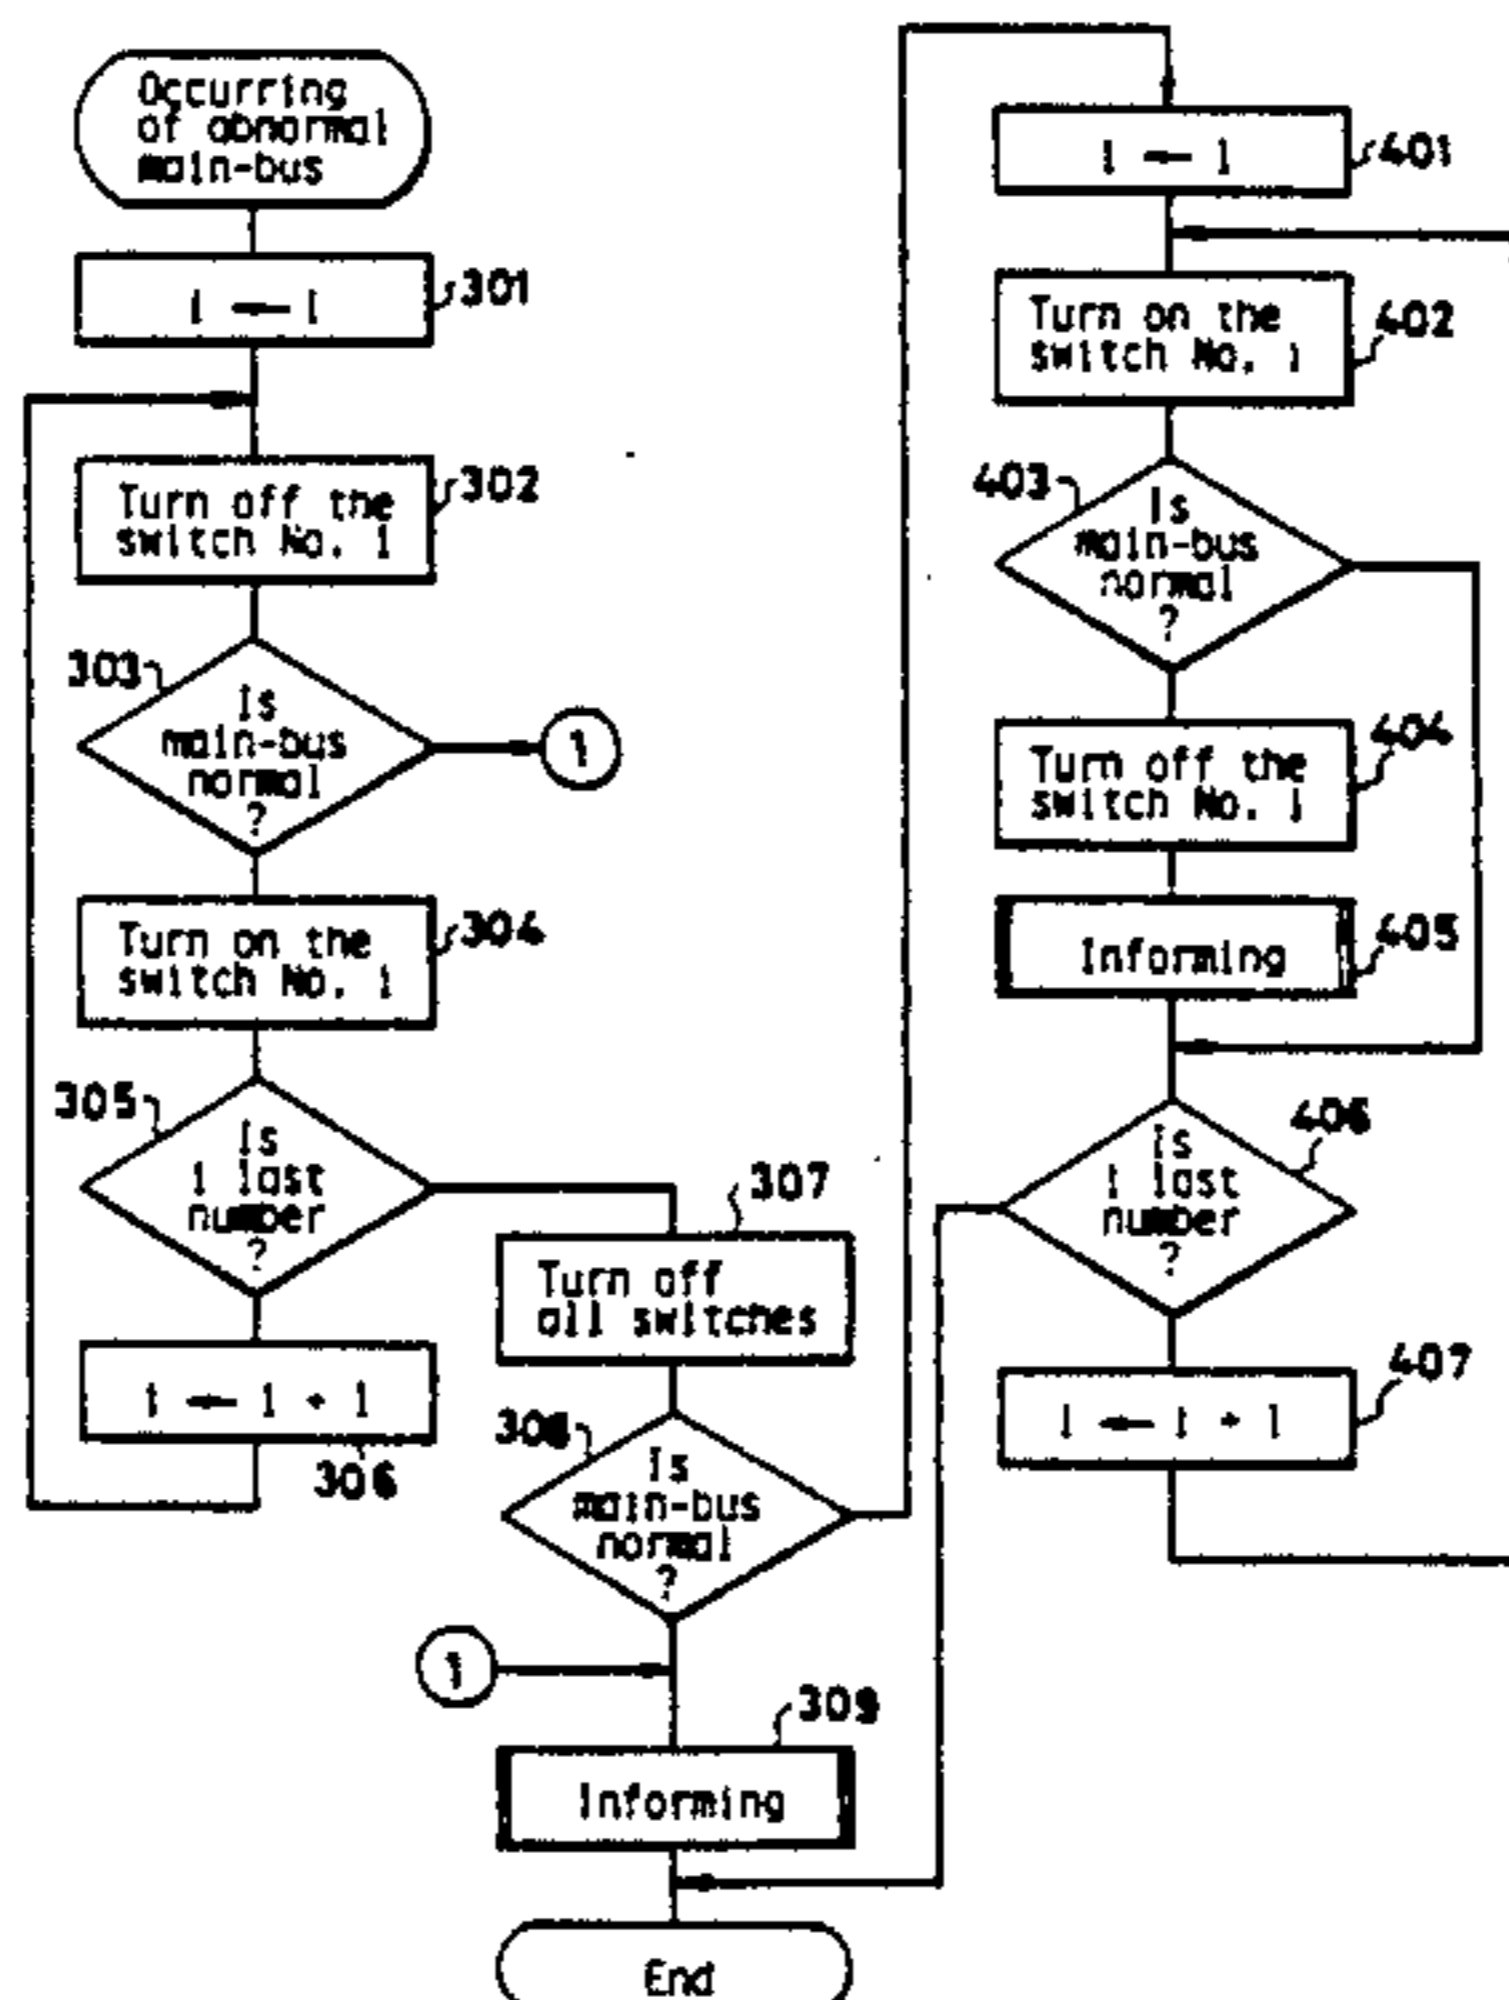 Occurring
of abnormal
main-bus
i ← 1
301
Turn off the
switch No. i
302
303
Is
main-bus
normal
?
1
Turn on the
switch No. i
304
305
Is
i last
number
?
i ← i + 1
306
307
Turn off
all switches
308
Is
main-bus
normal
?
1
309
Informing
End
i ← 1
401
Turn on the
switch No. i
402
403
Is
main-bus
normal
?
Turn off the
switch No. i
404
Informing
405
406
Is
i last
number
?
i ← i + 1
407